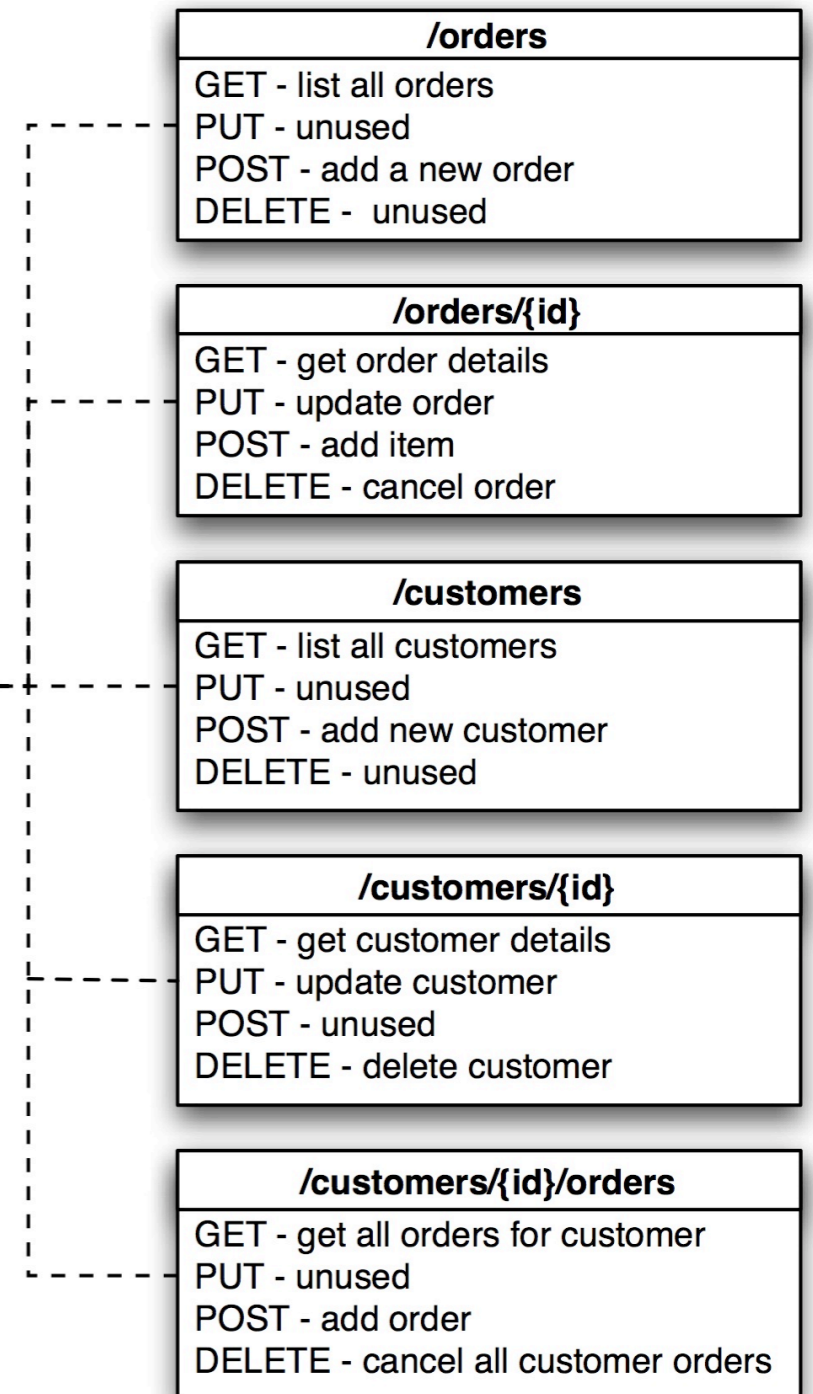 /orders
GET - list all orders
PUT - unused
POST - add a new order
DELETE -  unused
/orders/{id}
GET - get order details
PUT - update order
POST - add item
DELETE - cancel order
/customers
GET - list all customers
PUT - unused
POST - add new customer
DELETE - unused
/customers/{id}
GET - get customer details
PUT - update customer
POST - unused
DELETE - delete customer
/customers/{id}/orders
GET - get all orders for customer
PUT - unused
POST - add order
DELETE - cancel all customer orders